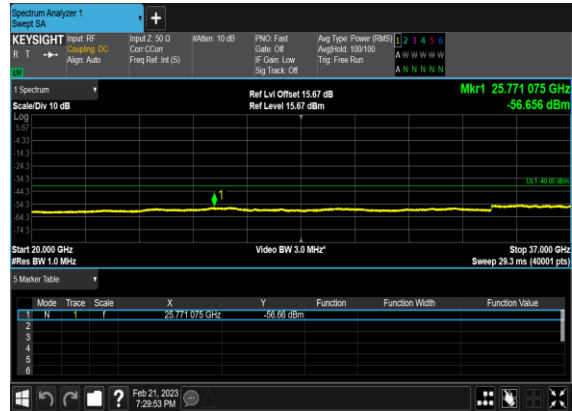 Spectrum Analyzer 1
Swept SA
KEYSIGHT Input: RF Input Z: 50 Ω #Atten: 10 dB PNO: Fast Avg Type: Power (RMS) 1 2 3 4 5 6
R T Coupling: DC Corr CCorr Gate: Off Avg|Hold: 100/100 A W W W W W
Align: Auto Freq Ref: Int (S) IF Gain: Low Trig: Free Run
Sig Track: Off A N N N N N
1 Spectrum Ref Lvl Offset 15.67 dB Mkr1 25.771 075 GHz
Scale/Div 10 dB Ref Level 15.67 dBm -56.656 dBm
Log
5.67
-4.33
-14.3
-24.3
-34.3
DL1 -40.00 dBm
-44.3
1
-54.3
-64.3
-74.3
Start 20.000 GHz Video BW 3.0 MHz* Stop 37.000 GHz
#Res BW 1.0 MHz Sweep 29.3 ms (40001 pts)
5 Marker Table
Mode Trace Scale X Y Function Function Width Function Value
1 N 1 f 25.771 075 GHz -56.66 dBm
2
3
4
5
6
? Feb 21, 2023
7:29:53 PM